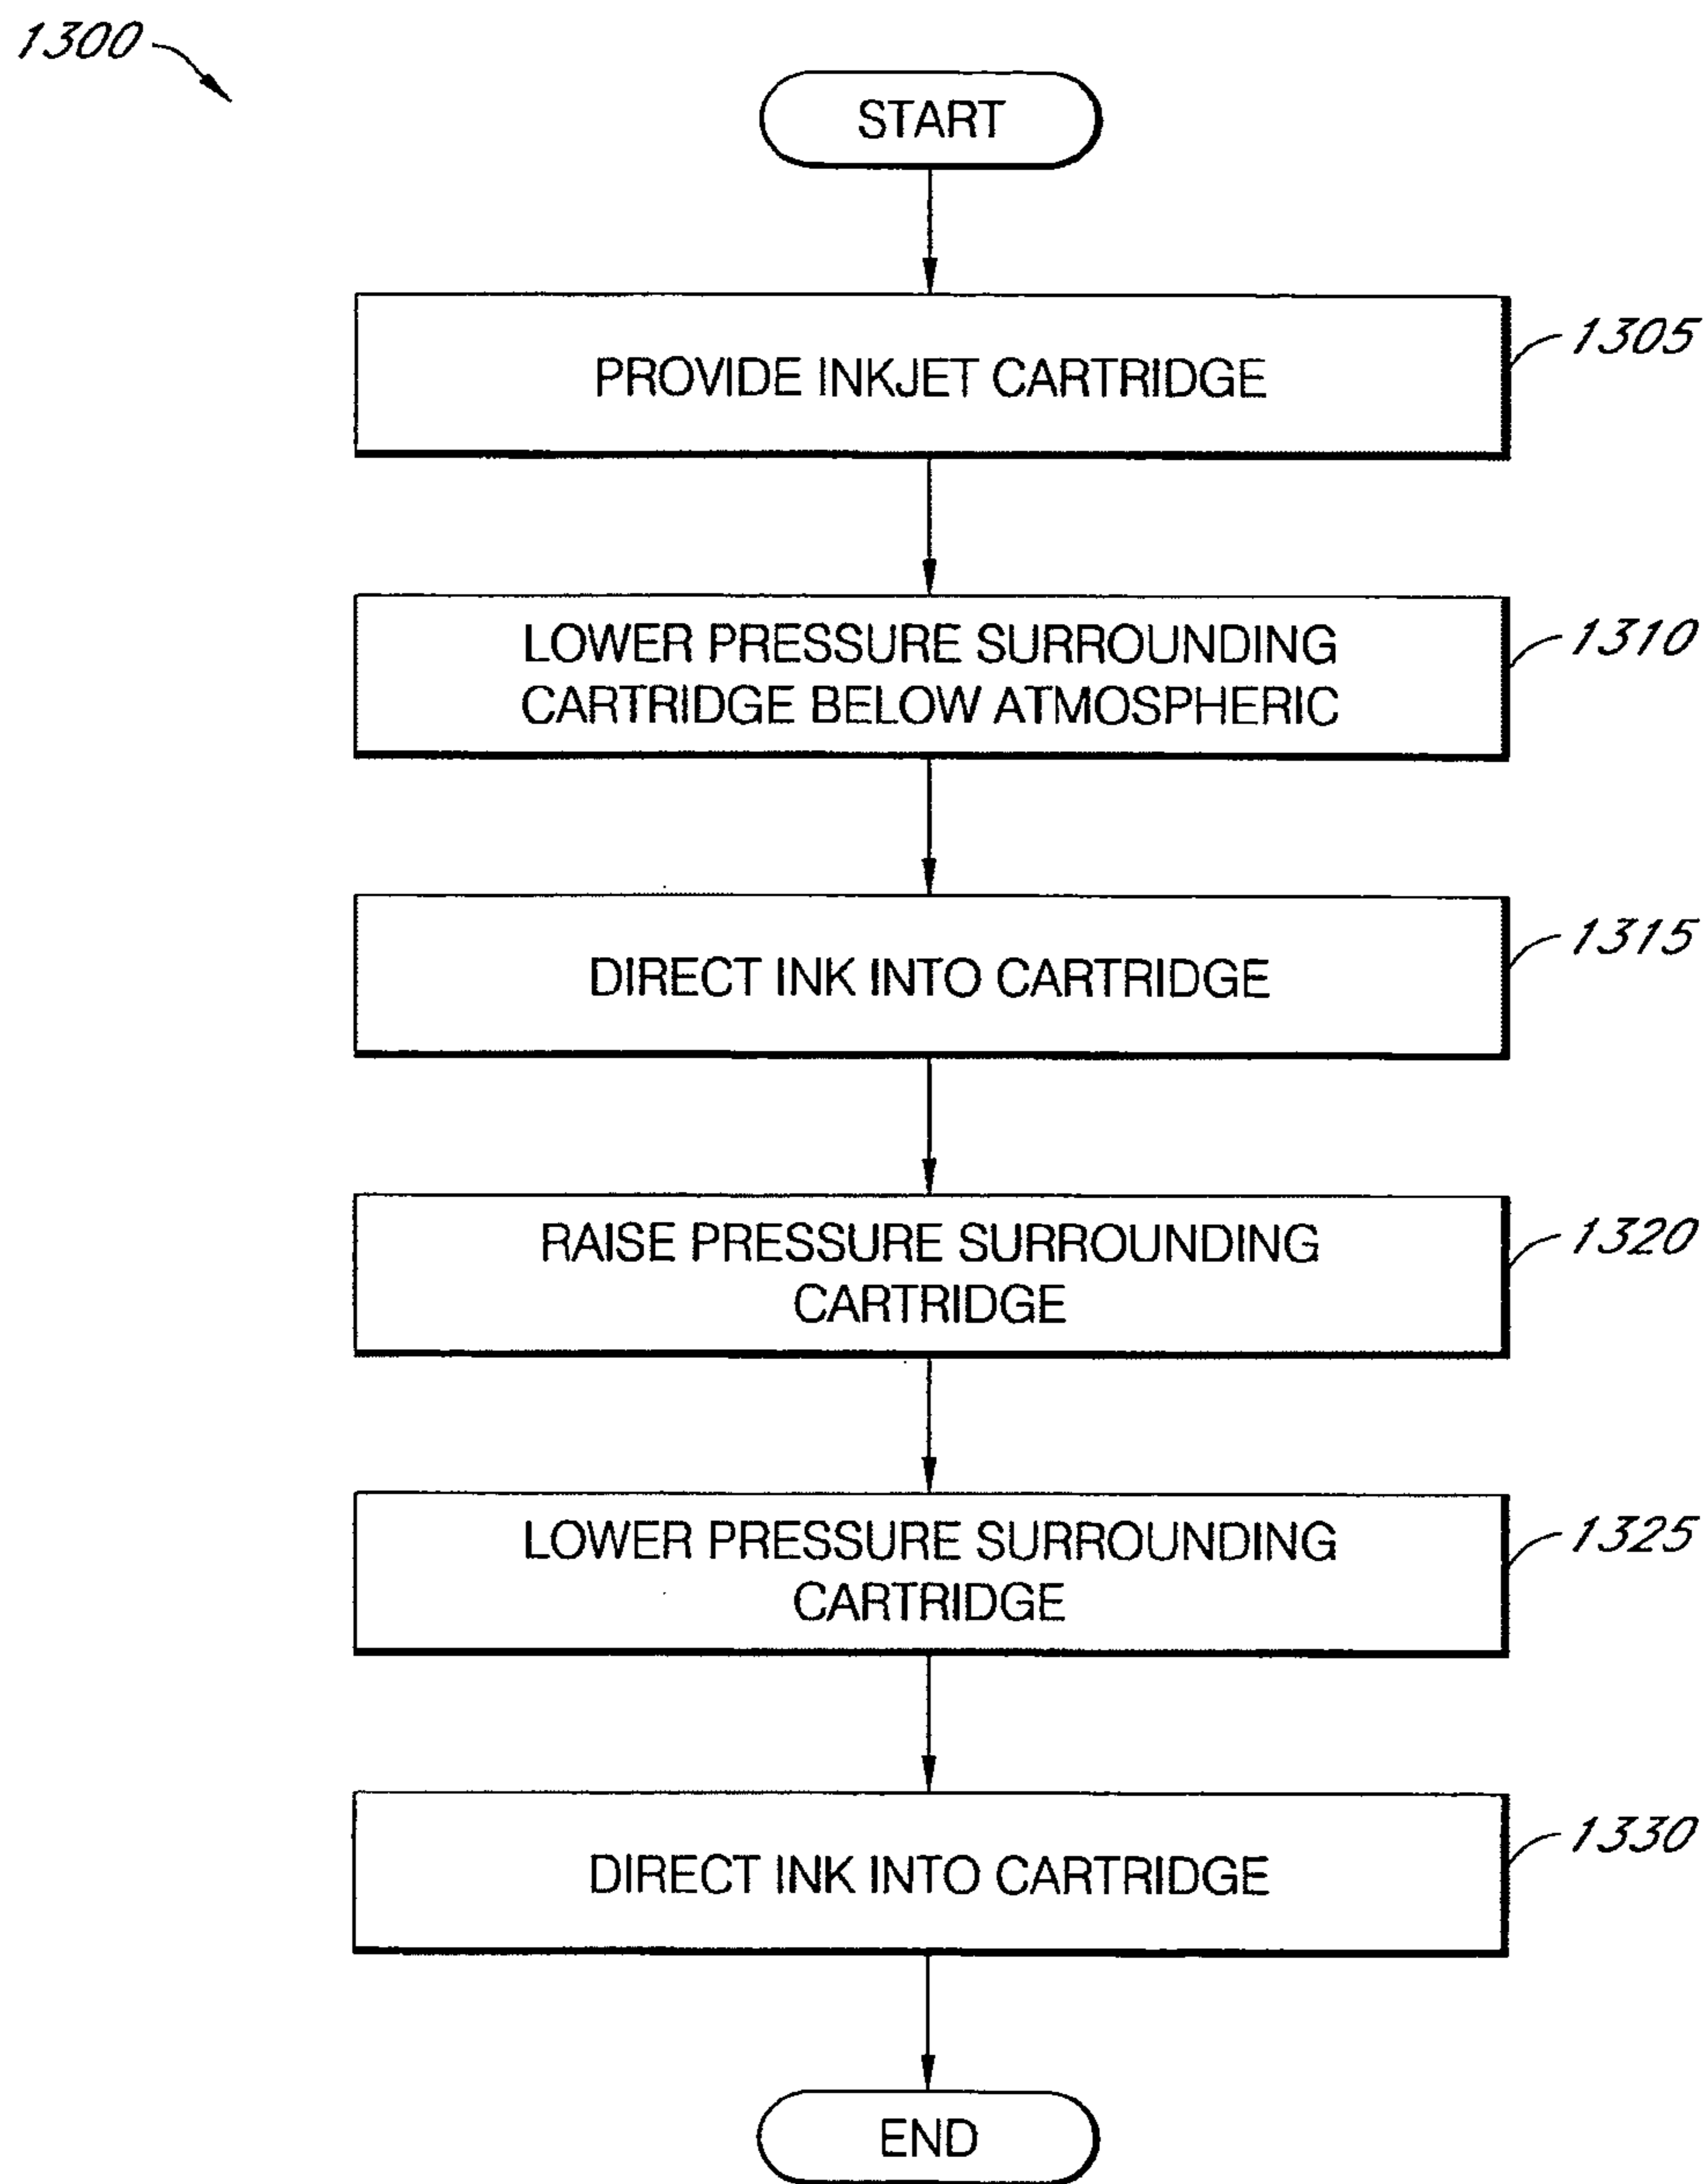 1300
START
PROVIDE INKJET CARTRIDGE
1305
LOWER PRESSURE SURROUNDING
CARTRIDGE BELOW ATMOSPHERIC
1310
DIRECT INK INTO CARTRIDGE
1315
RAISE PRESSURE SURROUNDING
CARTRIDGE
1320
LOWER PRESSURE SURROUNDING
CARTRIDGE
1325
DIRECT INK INTO CARTRIDGE
1330
END